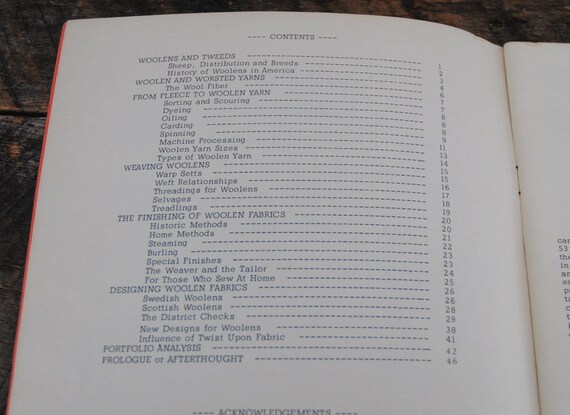 ---- CONTENTS ----
WOOLENS AND TWEEDS
Sheep, Distribution and Breeds 1
History of Woolens in America 2
WOOLEN AND WORSTED YARNS 3
The Wool Fiber 4
FROM FLEECE TO WOOLEN YARN 6
Sorting and Scouring
Dyeing 7
Oiling 8
Carding 8
Spinning 8
Machine Processing 9
Woolen Yarn Sizes 11
Types of Woolen Yarn 13
WEAVING WOOLENS 14
Warp Setts 15
Weft Relationships 15
Threadings for Woolens 16
Selvages 17
Treadlings 18
THE FINISHING OF WOOLEN FABRICS 19
Historic Methods 20
Home Methods 20
Steaming 21
Burling 22
Special Finishes 23
The Weaver and the Tailor 24
For Those Who Sew At Home 25
DESIGNING WOOLEN FABRICS 26
Swedish Woolens 26
Scottish Woolens 28
The District Checks 29
New Designs for Woolens 38
Influence of Twist Upon Fabric 41
PORTFOLIO ANALYSIS 42
PROLOGUE or AFTERTHOUGHT 46
---- ACKNOWLEDGEMENTS ----
53